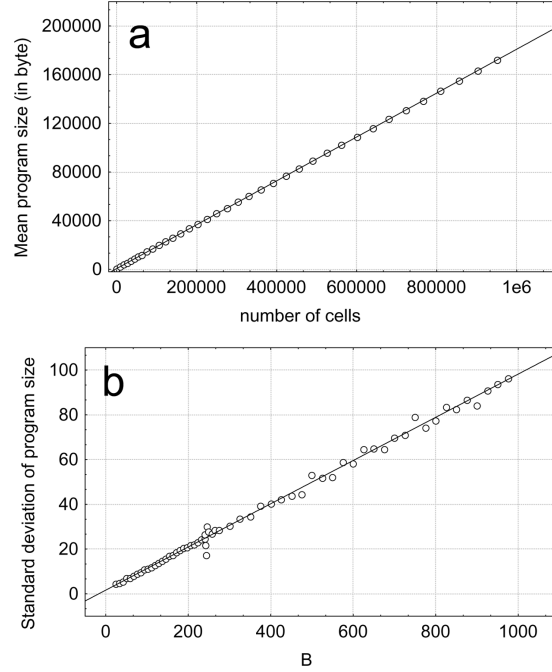 a
200000
160000
120000
80000
40000
0
Mean program size (in byte)
0 200000 400000 600000 800000 1e6
number of cells
b
100
80
60
40
20
0
Standard deviation of program size
0 200 400 600 800 1000
B